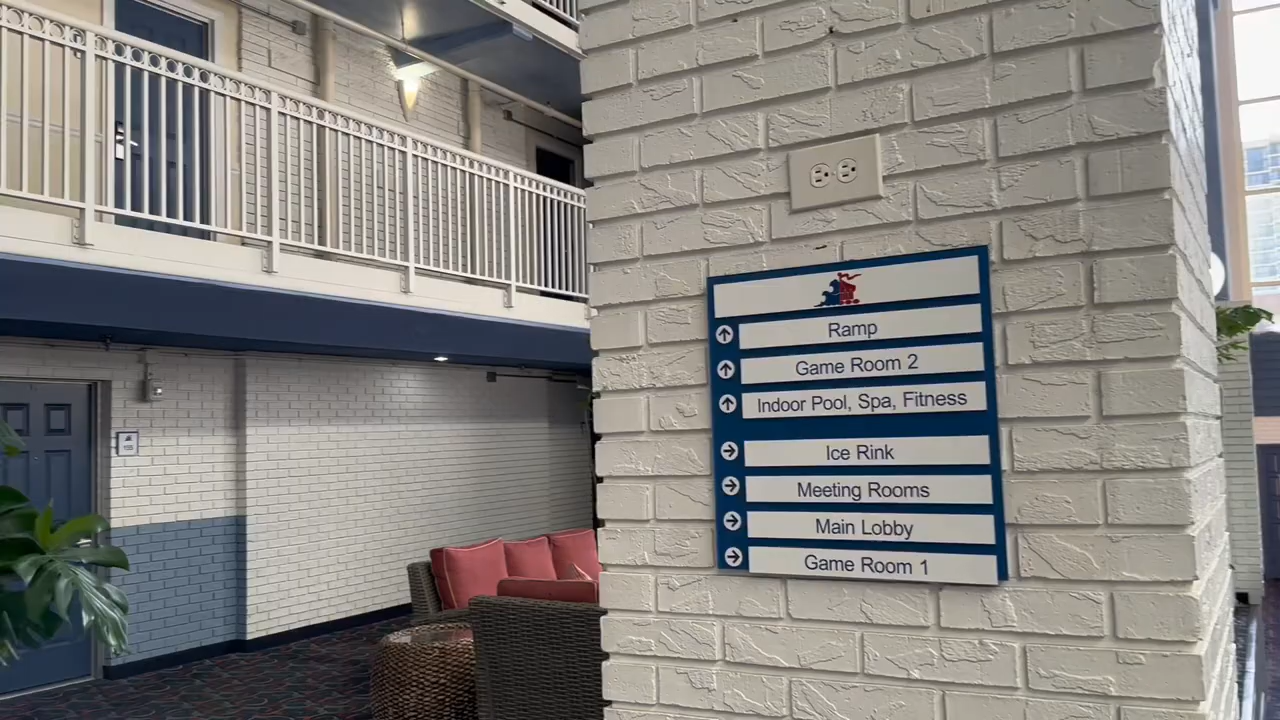 Ramp
Game Room 2
Indoor Pool, Spa, Fitness
Ice Rink
Meeting Rooms
Main Lobby
Game Room 1